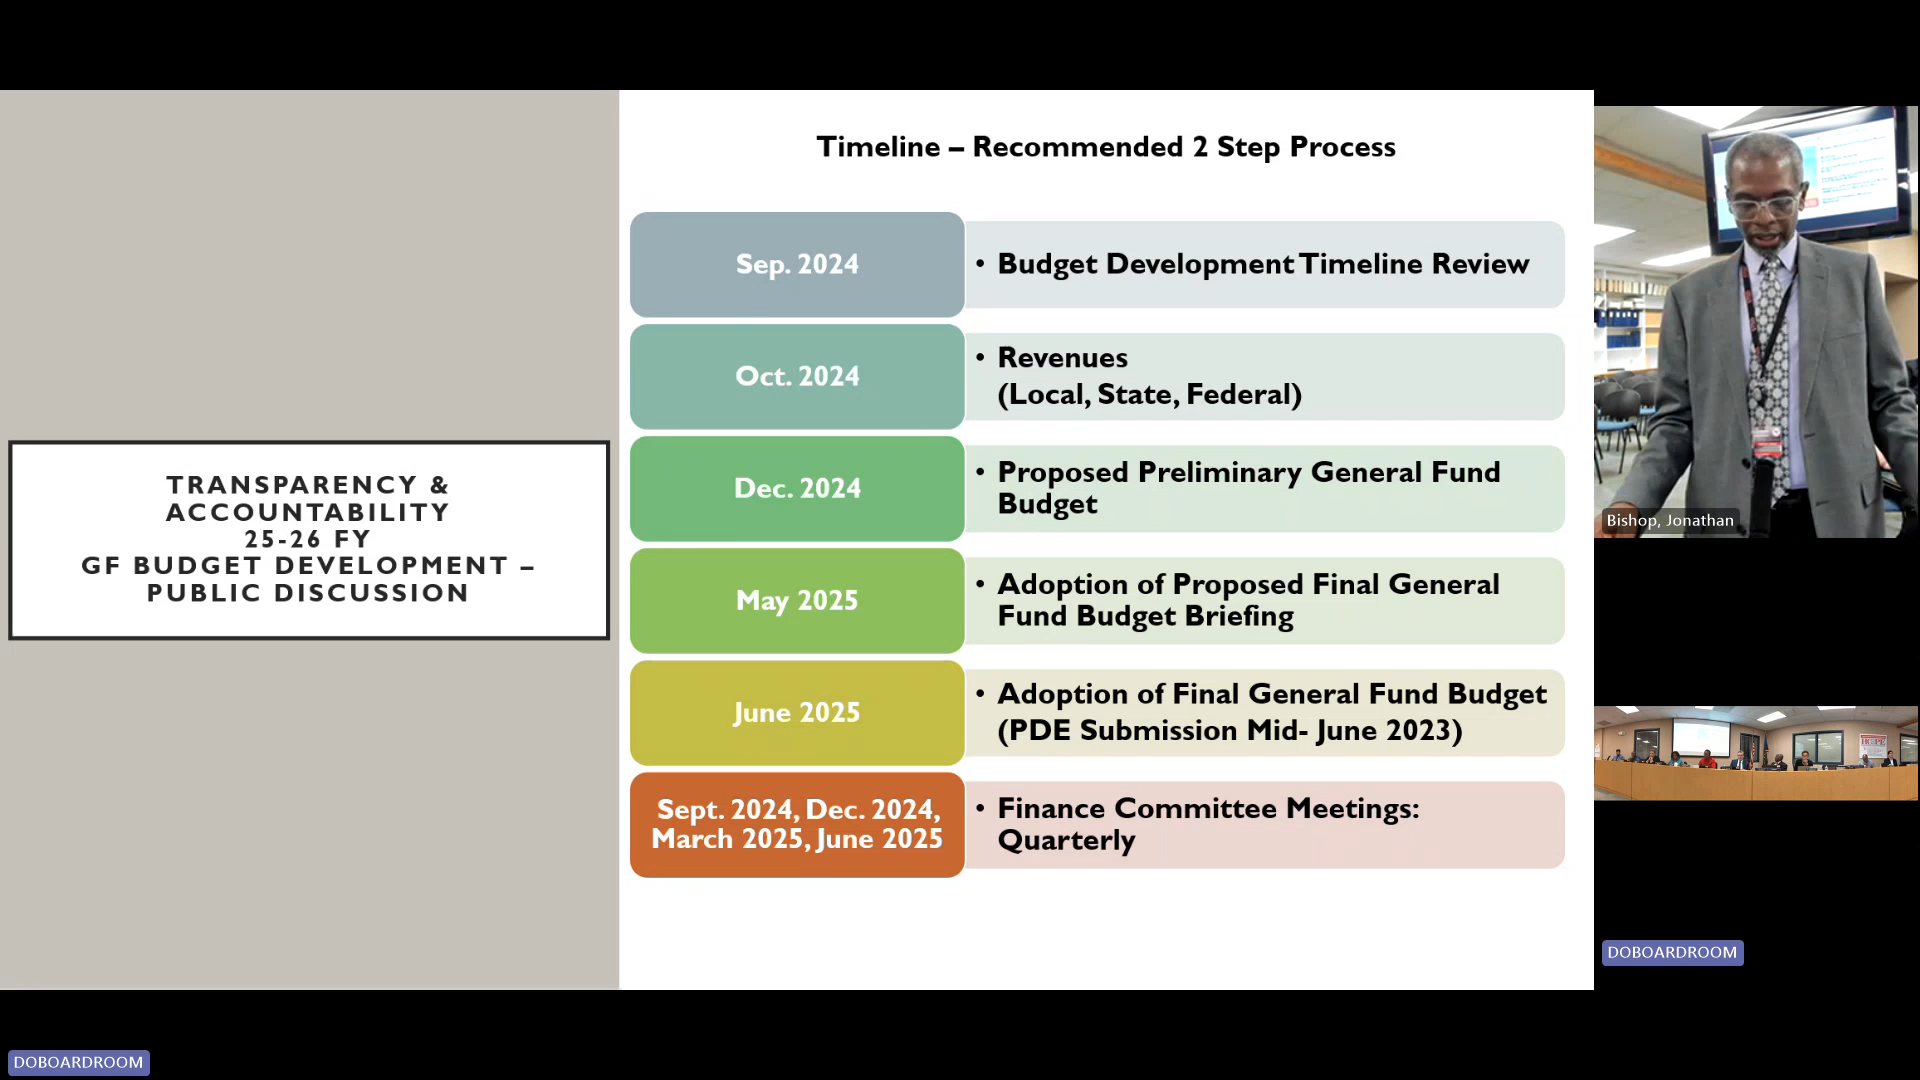 Timeline – Recommended 2 Step Process
TRANSPARENCY &
ACCOUNTABILITY
25-26 FY
GF BUDGET DEVELOPMENT –
PUBLIC DISCUSSION
Sep. 2024
• Budget Development Timeline Review
Oct. 2024
• Revenues
(Local, State, Federal)
Dec. 2024
• Proposed Preliminary General Fund
Budget
May 2025
• Adoption of Proposed Final General
Fund Budget Briefing
June 2025
• Adoption of Final General Fund Budget
(PDE Submission Mid- June 2023)
Sept. 2024, Dec. 2024,
March 2025, June 2025
• Finance Committee Meetings:
Quarterly
Bishop, Jonathan
DOBOARDROOM
DOBOARDROOM